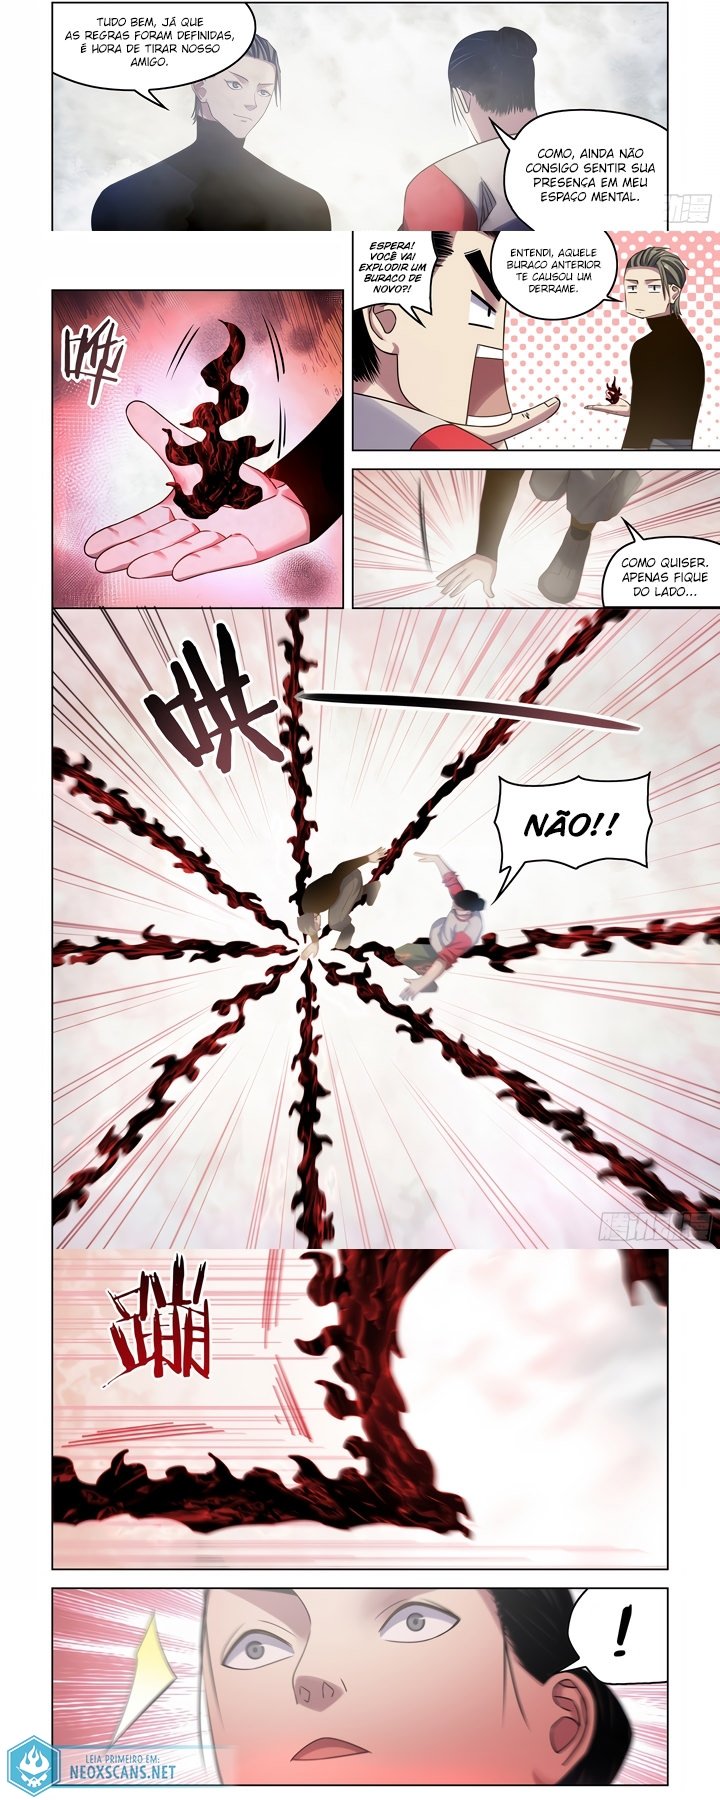 TUDO BEM, JÁ QUE
AS REGRAS FORAM DEFINIDAS,
É HORA DE TIRAR NOSSO
AMIGO.
COMO, AINDA NÃO
CONSIGO SENTIR SUA
PRESENÇA EM MEU
ESPAÇO MENTAL.
ESPERA!
VOCÊ VAI
EXPLODIR UM
BURACO DE
NOVO?!
ENTENDI, AQUELE
BURACO ANTERIOR
TE CAUSOU UM
DERRAME.
COMO QUISER.
APENAS FIQUE
DO LADO...
哄
NÃO!!
!
LEIA PRIMEIRO EM:
NEOXSCANS.NET